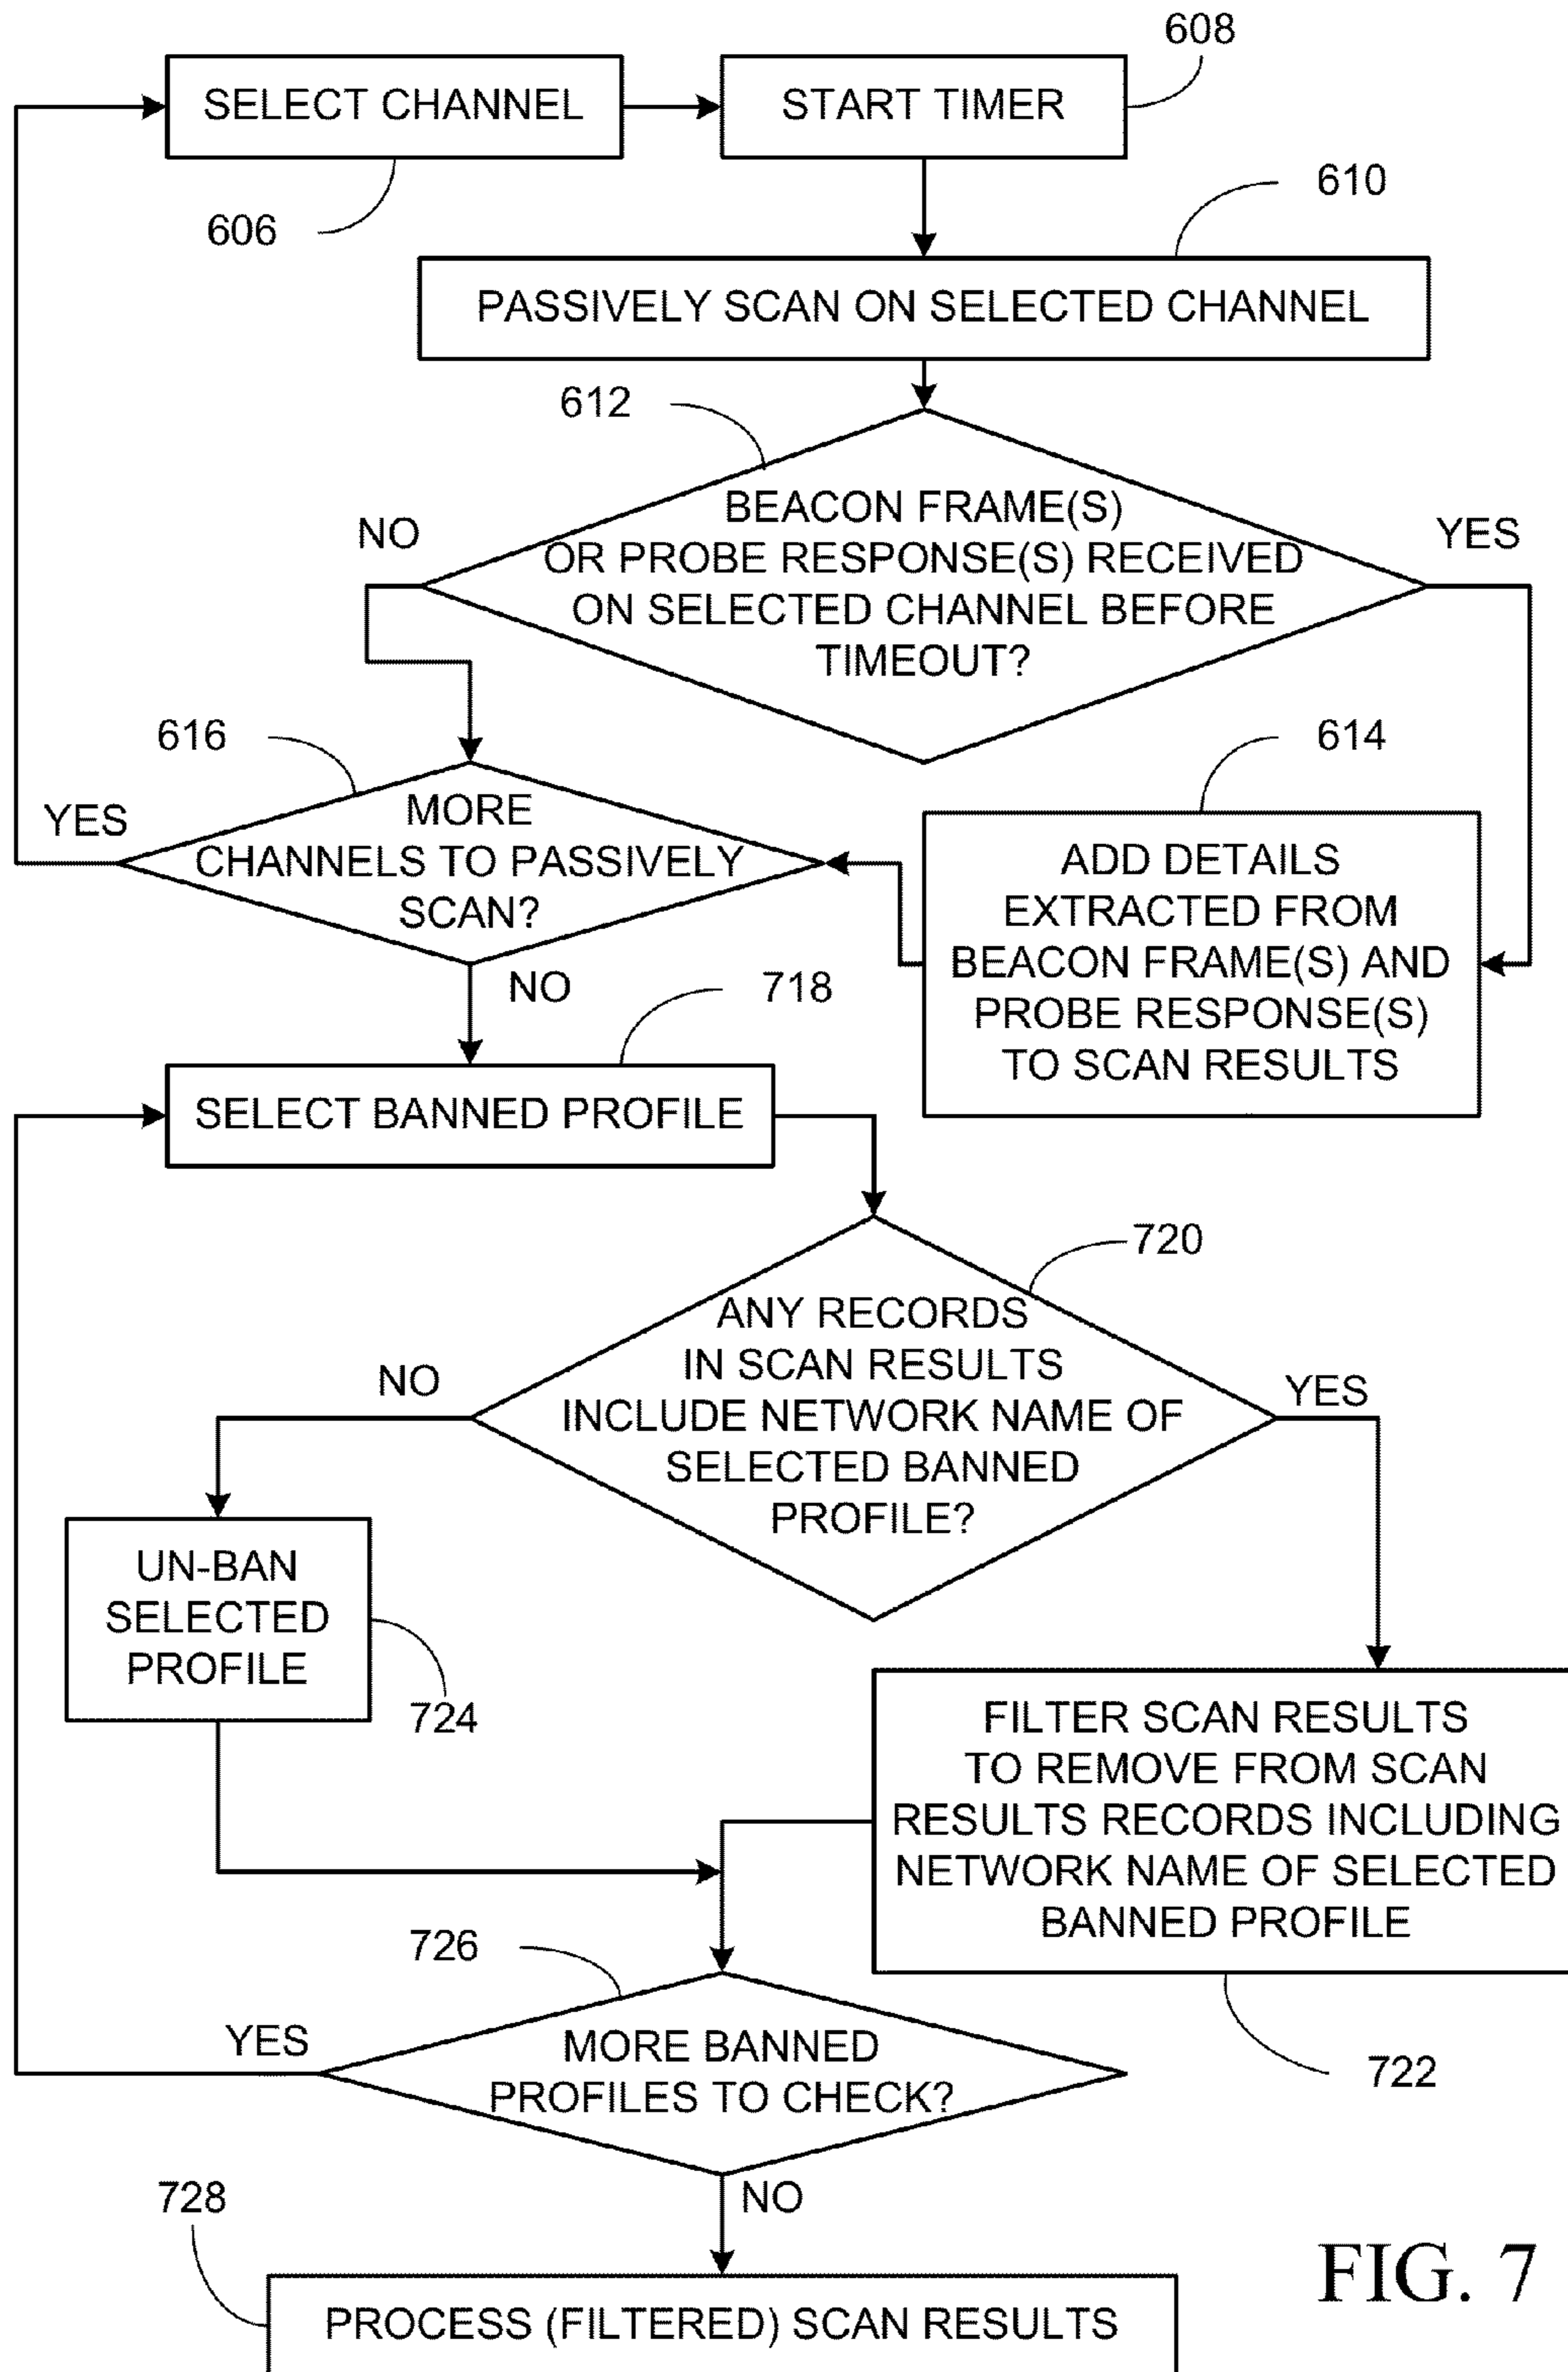 608
SELECT CHANNEL
START TIMER
606
610
PASSIVELY SCAN ON SELECTED CHANNEL
612
NO
YES
BEACON FRAME(S)
OR PROBE RESPONSE(S) RECEIVED
ON SELECTED CHANNEL BEFORE
TIMEOUT?
616
614
YES
MORE
CHANNELS TO PASSIVELY
SCAN?
ADD DETAILS
EXTRACTED FROM
BEACON FRAME(S) AND
PROBE RESPONSE(S)
TO SCAN RESULTS
NO
718
SELECT BANNED PROFILE
720
ANY RECORDS
IN SCAN RESULTS
INCLUDE NETWORK NAME OF
SELECTED BANNED
PROFILE?
NO
YES
UN-BAN
SELECTED
PROFILE
724
FILTER SCAN RESULTS
TO REMOVE FROM SCAN
RESULTS RECORDS INCLUDING
NETWORK NAME OF SELECTED
BANNED PROFILE
726
722
YES
MORE BANNED
PROFILES TO CHECK?
NO
728
PROCESS (FILTERED) SCAN RESULTS
FIG. 7